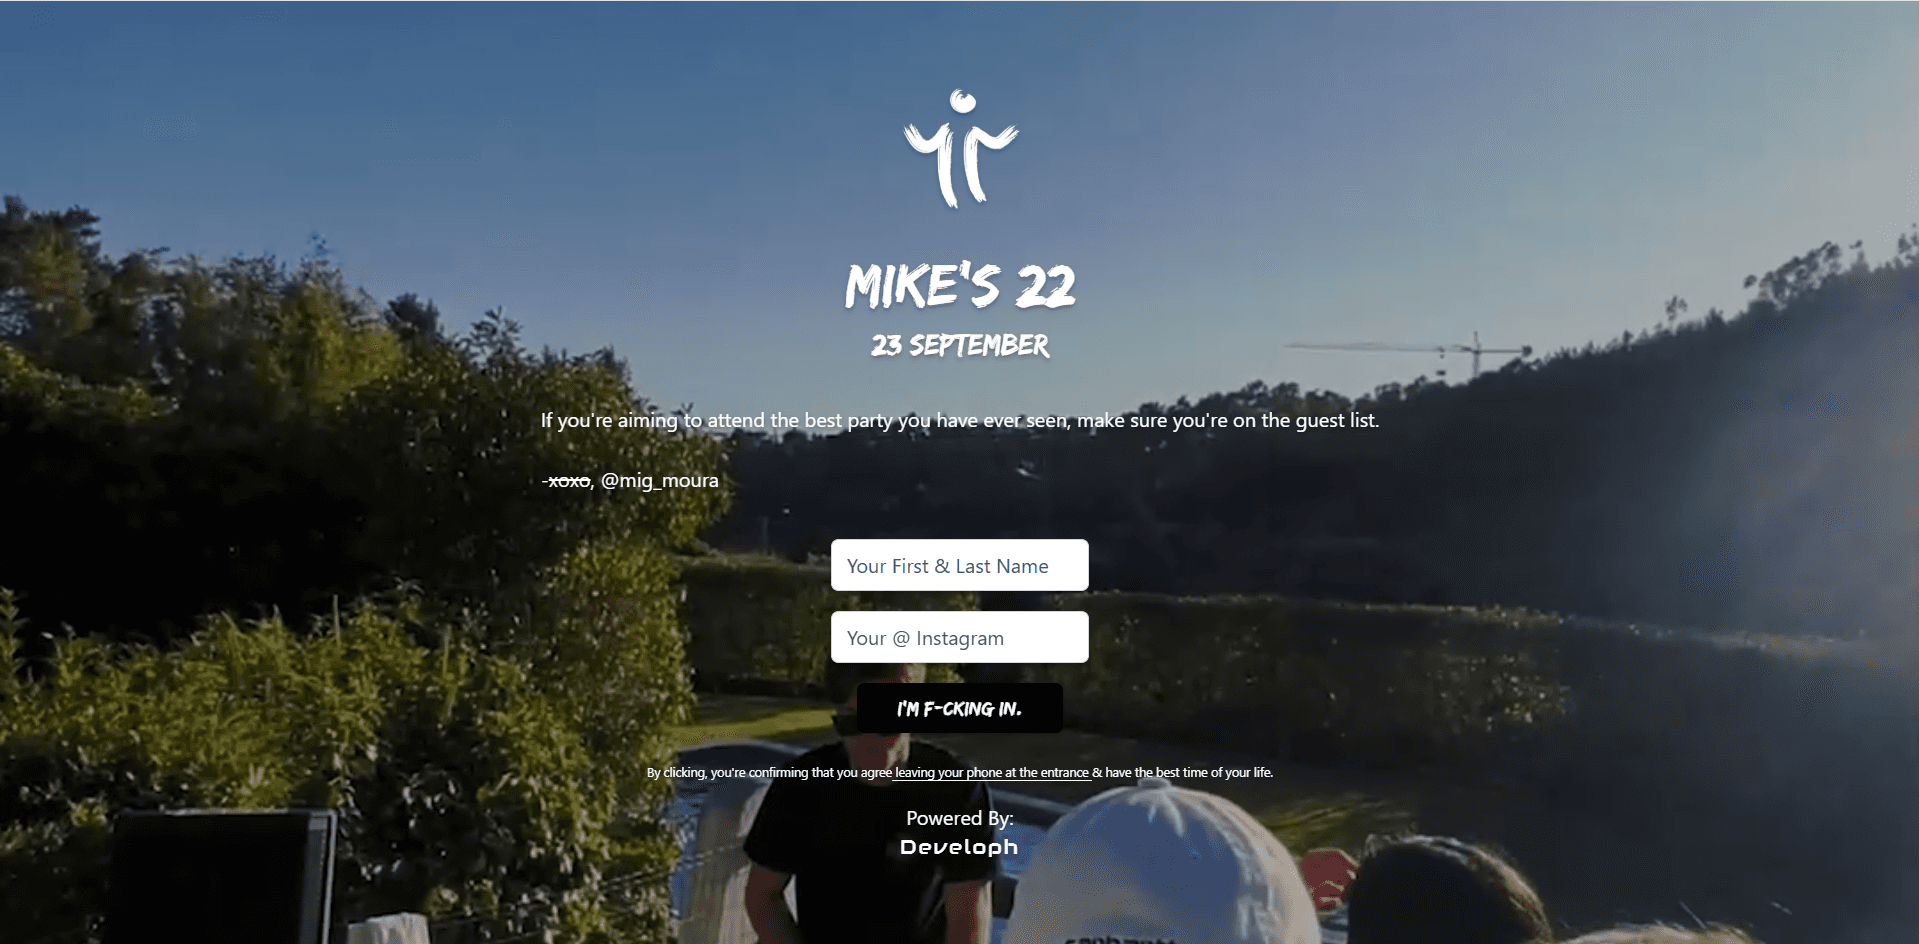 MIKE'S 22
23 SEPTEMBER
If you're aiming to attend the best party you have ever seen, make sure you're on the guest list.
-xoxo, @mig_moura
Your First & Last Name
Your @ Instagram
I'M F-CKING IN.
By clicking, you're confirming that you agree leaving your phone at the entrance & have the best time of your life.
Powered By:
Developh